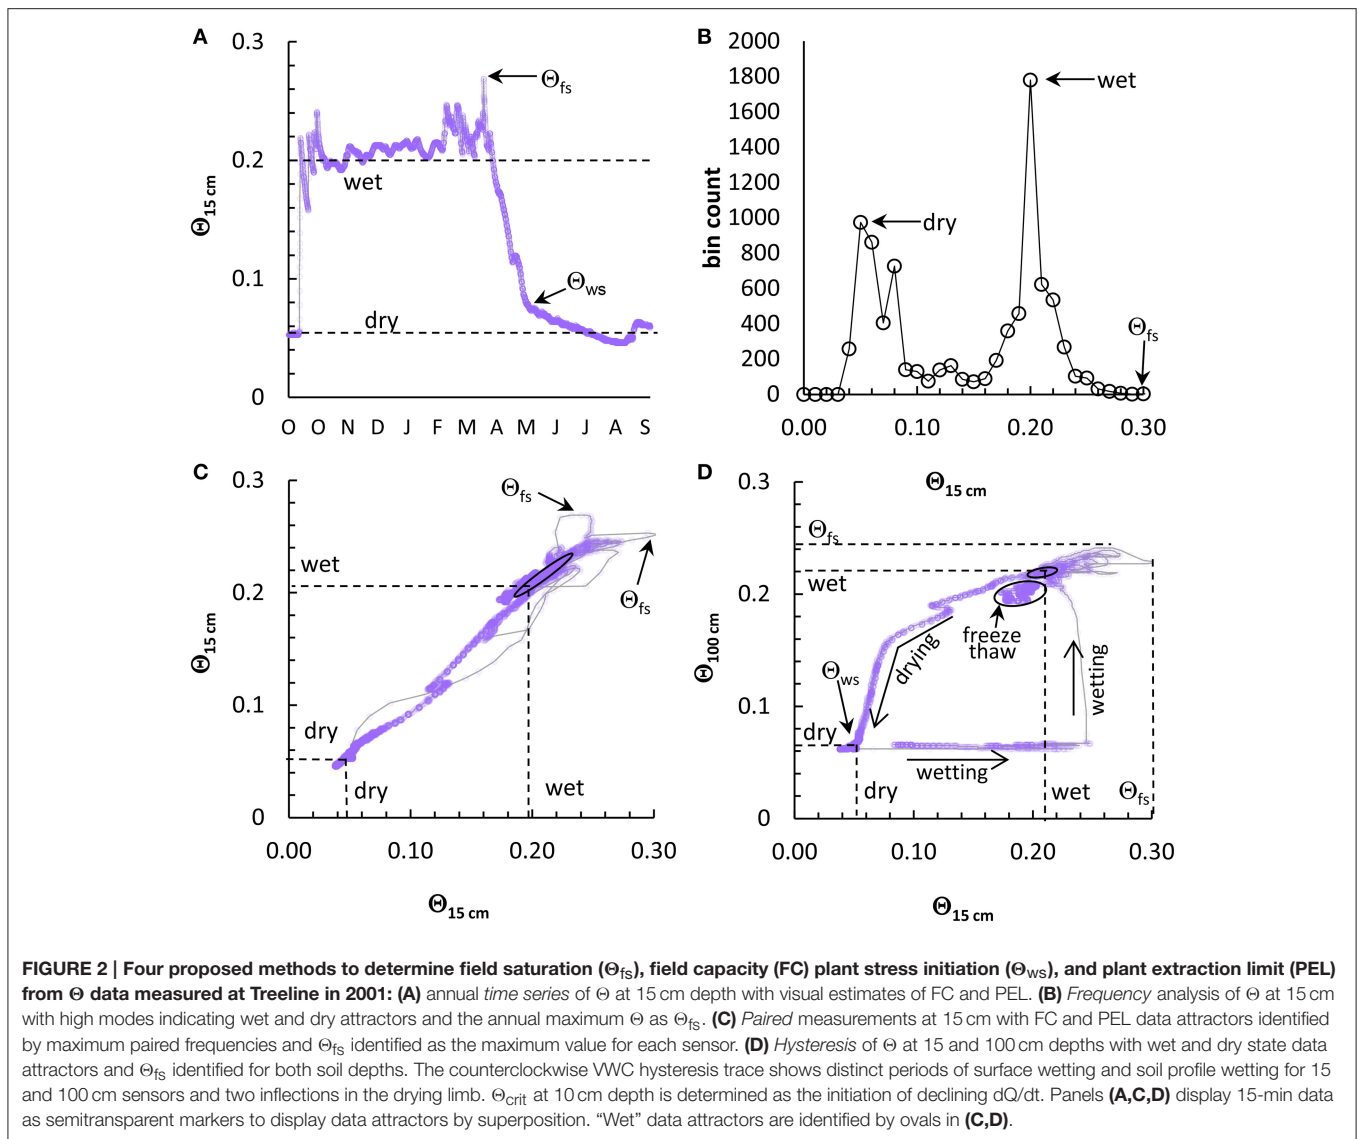 A
0.3
0.2
0.1
0
Θ15 cm
Θfs
wet
Θws
dry
O O N D J F M A M J J A S
B
2000
1800
1600
1400
1200
1000
800
600
400
200
0
bin count
wet
dry
Θfs
0.00 0.10 0.20 0.30
Θ15 cm
C
0.3
0.2
0.1
0
Θ15 cm
Θfs
wet
Θfs
dry
dry
wet
0.00 0.10 0.20 0.30
Θ15 cm
D
0.3
0.2
0.1
0
Θ100 cm
Θfs
wet
freeze
thaw
drying
wetting
Θws
dry
wetting
dry
wet
Θfs
0.00 0.10 0.20 0.30
Θ15 cm
FIGURE 2 | Four proposed methods to determine field saturation (Θfs), field capacity (FC) plant stress initiation (Θws), and plant extraction limit (PEL)
from Θ data measured at Treeline in 2001: (A) annual time series of Θ at 15 cm depth with visual estimates of FC and PEL. (B) Frequency analysis of Θ at 15 cm
with high modes indicating wet and dry attractors and the annual maximum Θ as Θfs. (C) Paired measurements at 15 cm with FC and PEL data attractors identified
by maximum paired frequencies and Θfs identified as the maximum value for each sensor. (D) Hysteresis of Θ at 15 and 100 cm depths with wet and dry state data
attractors and Θfs identified for both soil depths. The counterclockwise VWC hysteresis trace shows distinct periods of surface wetting and soil profile wetting for 15
and 100 cm sensors and two inflections in the drying limb. Θcrit at 10 cm depth is determined as the initiation of declining dQ/dt. Panels (A,C,D) display 15-min data
as semitransparent markers to display data attractors by superposition. “Wet” data attractors are identified by ovals in (C,D).